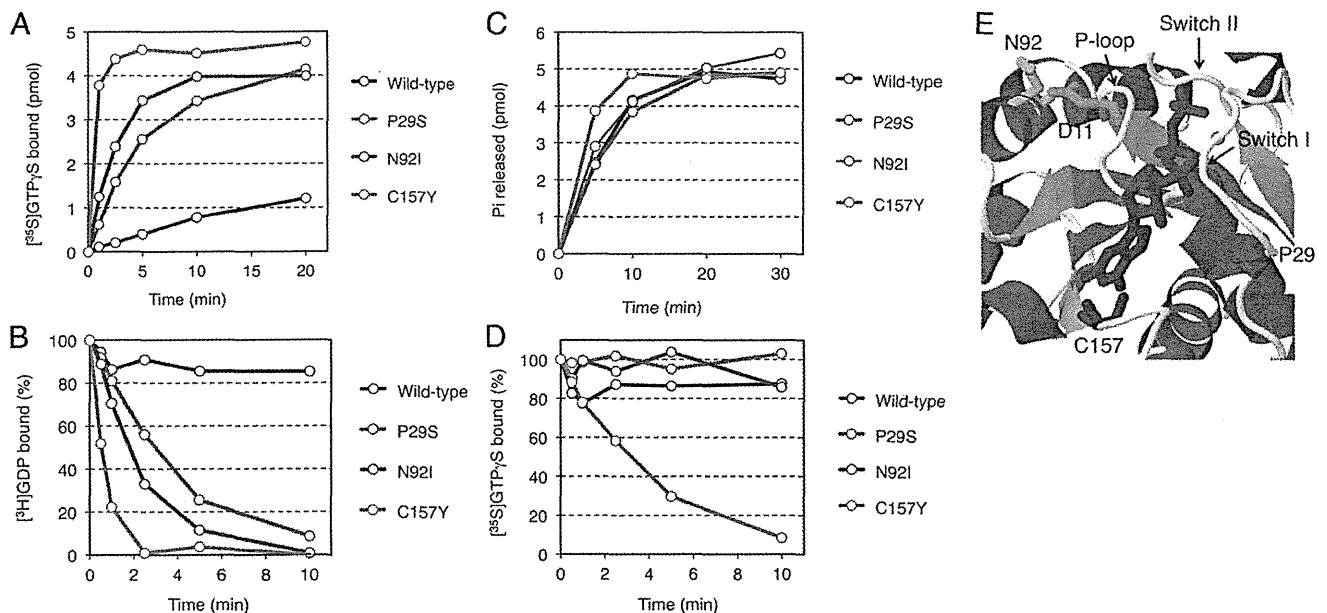 A
[³⁵S]GTPγS bound (pmol)
5
4
3
2
1
0
0 5 10 15 20
Time (min)
Wild-type
P29S
N92I
C157Y
C
Pi released (pmol)
6
5
4
3
2
1
0
0 10 20 30
Time (min)
Wild-type
P29S
N92I
C157Y
E
N92
P-loop
Switch II
D11
Switch I
P29
C157
B
[³H]GDP bound (%)
100
80
60
40
20
0
0 2 4 6 8 10
Time (min)
Wild-type
P29S
N92I
C157Y
D
[³⁵S]GTPγS bound (%)
100
80
60
40
20
0
0 2 4 6 8 10
Time (min)
Wild-type
P29S
N92I
C157Y